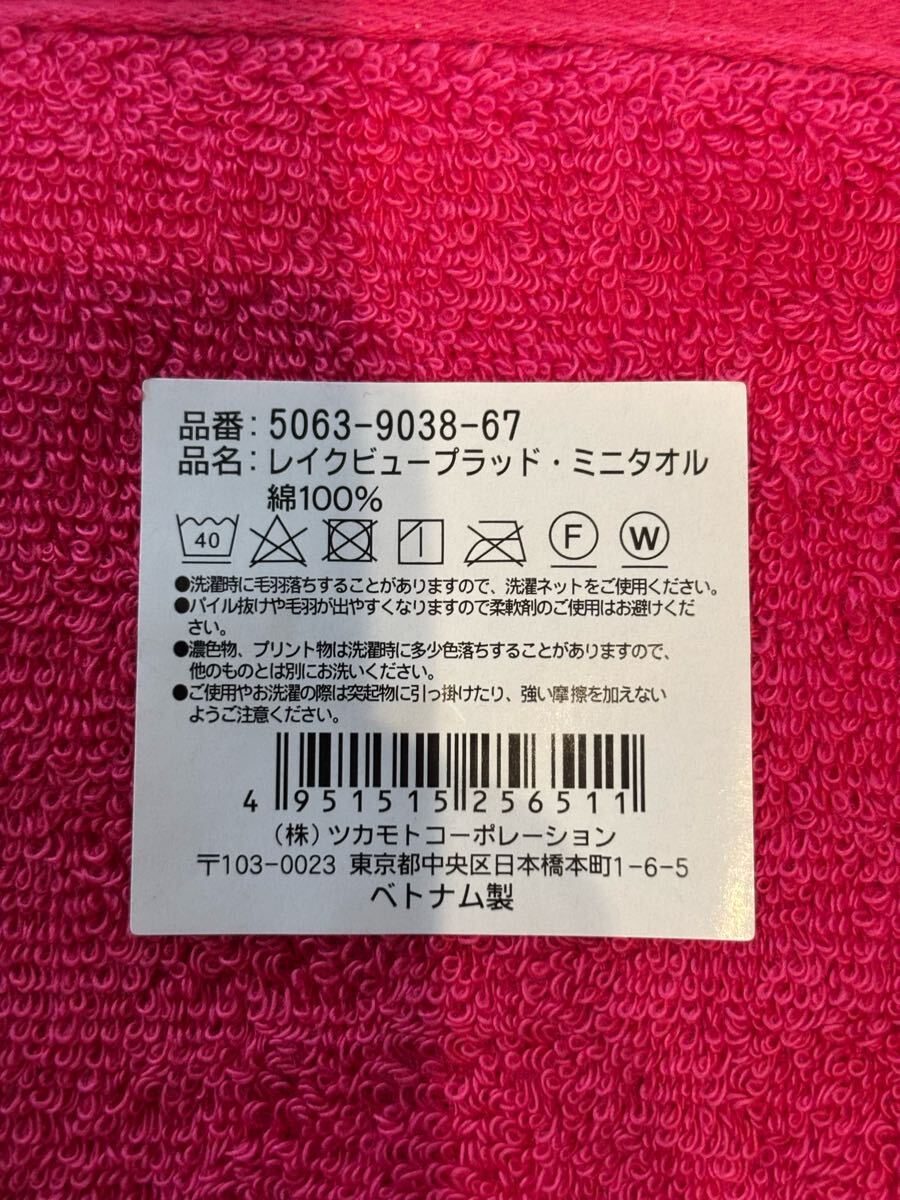 品番: 5063-9038-67
品名: レイクビュープラッド・ミニタオル
綿100%
40 F W
●洗濯時に毛羽落ちすることがありますので、洗濯ネットをご使用ください。
●パイル抜けや毛羽が出やすくなりますので柔軟剤のご使用はお避けくだ
さい。
●濃色物、プリント物は洗濯時に多少色落ちすることがありますので、
他のものとは別にお洗いください。
●ご使用やお洗濯の際は突起物に引っ掛けたり、強い摩擦を加えない
ようご注意ください。
4 951515 256511
(株)ツカモトコーポレーション
〒103-0023 東京都中央区日本橋本町1-6-5
ベトナム製